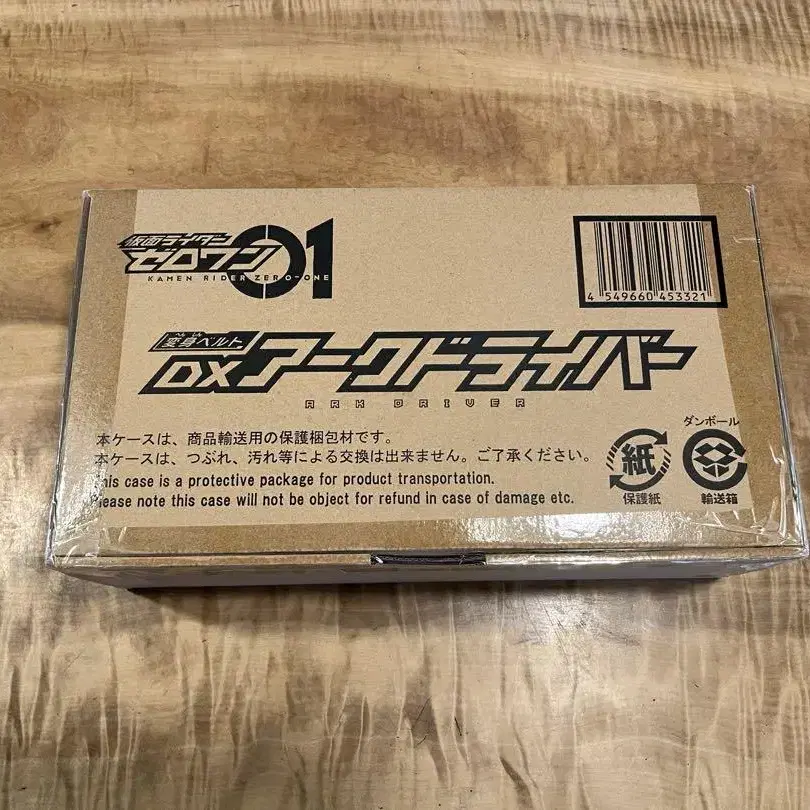 仮面ライダー
ゼロワン01
KAMEN RIDER ZERO-ONE
4 549660 453321
へんしん
変身ベルト
DXアークドライバー
ARK DRIVER
本ケースは、商品輸送用の保護梱包材です。
本ケースは、つぶれ、汚れ等による交換は出来ません。ご了承ください。
This case is a protective package for product transportation.
Please note this case will not be object for refund in case of damage etc.
紙
保護紙
ダンボール
輸送箱